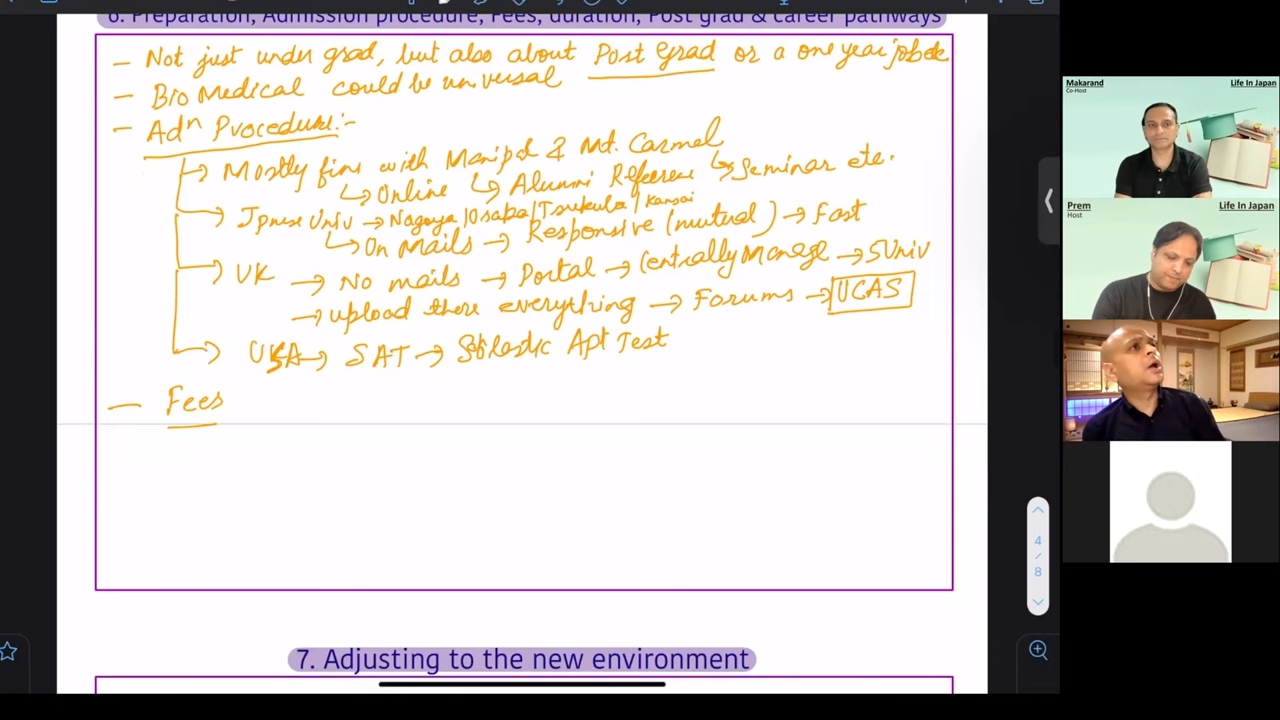 6. Preparation, Admission procedure, Fees, duration, Post grad & career pathways
– Not just under grad, but also about Post Grad or a one year job etc.
– Bio Medical could be universal
– Adⁿ Procedure:-
→ Mostly fine with Manipal & Mt. Carmel
↳ Online ↳ Alumni Referrese ↳ Seminar etc.
→ Jpnese Univ → Nagoya / Osaka / Tsukuba / Kansai
↳ On Mails → Responsive (mutual) → Fast
→ UK → No mails → Portal → Centrally Manage → 5Univ
→ upload there everything → Forums → UCAS
→ USA → SAT → Apt Test
– Fees
7. Adjusting to the new environment
4
/
8
Makarand
Co-Host
Life In Japan
Prem
Host
Life In Japan